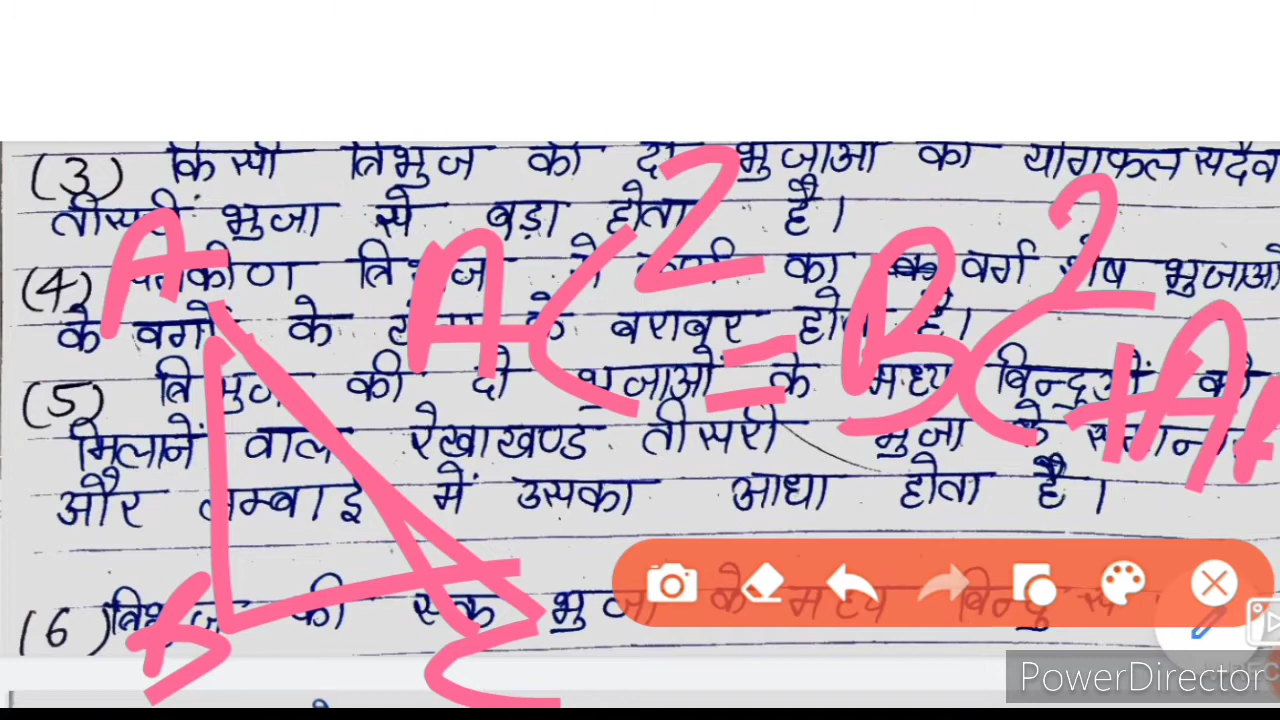 (3) किसी त्रिभुज की दो भुजाओं का योगफल सदैव
तीसरी भुजा से बड़ा होता है।
(4) समकोण त्रिभुज में कर्ण का वर्ग शेष भुजाओं
के वर्गों के के बराबर होता है।
(5) त्रिभुज की दो भुजाओं के मध्य बिन्दुओं को
मिलानें वाला रेखाखण्ड तीसरी भुजा के समान्तर
और लम्बाई में उसका आधा होता है।
(6) त्रिभुज की एक भुजा के मध्य बिन्दु से
A
AC²=BC²+A
B
C
PowerDirector